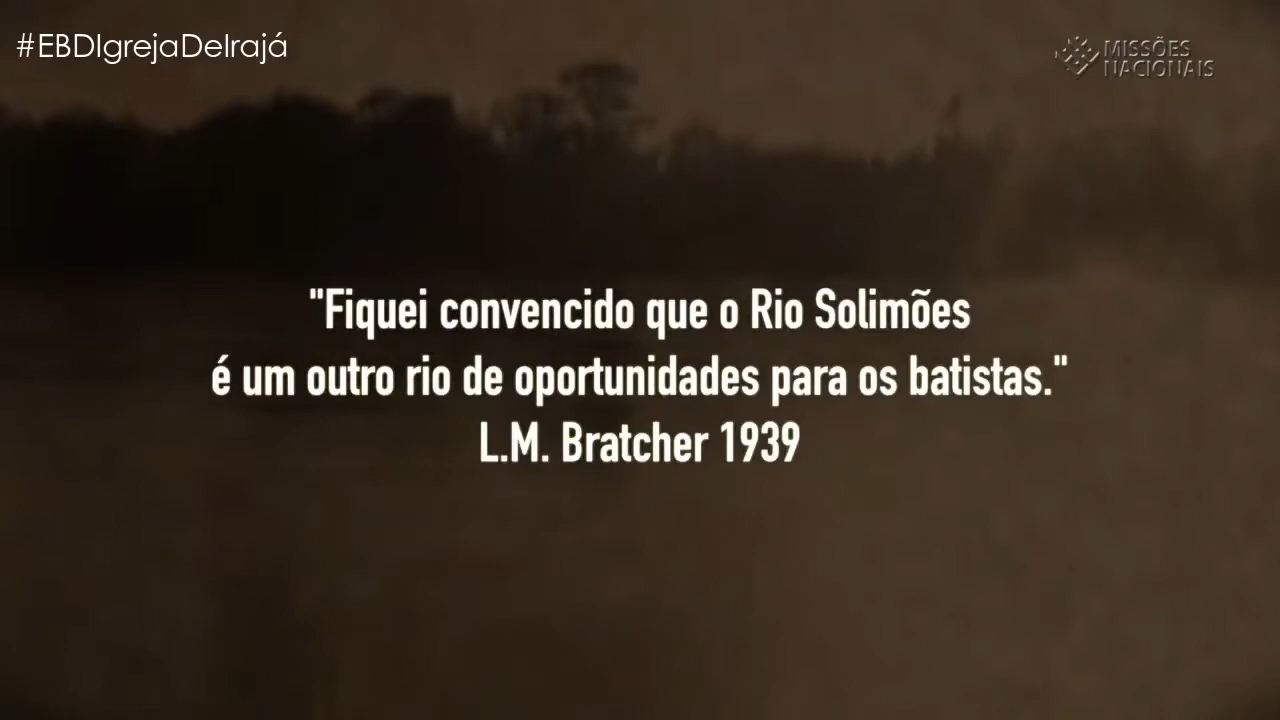 #EBDIgrejaDeIrajá
MISSÕES
NACIONAIS
"Fiquei convencido que o Rio Solimões
é um outro rio de oportunidades para os batistas."
L.M. Bratcher 1939